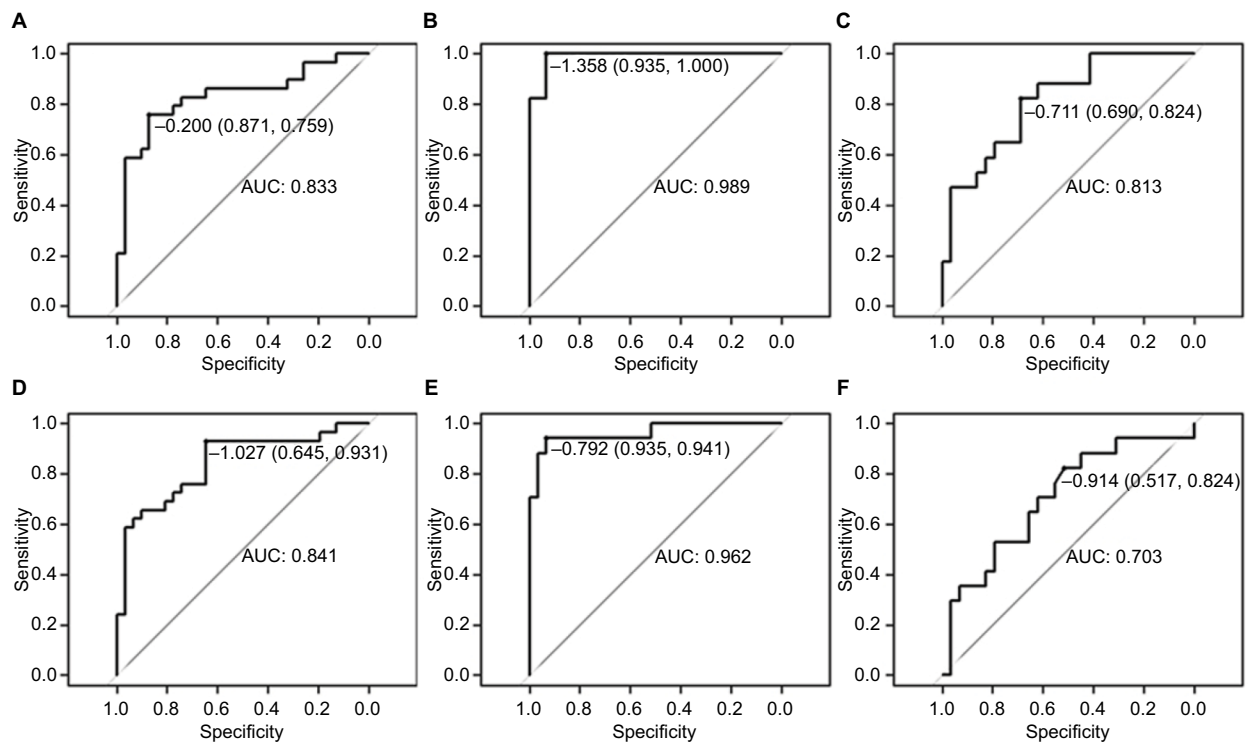 A
B
C
1.0
0.8
0.6
0.4
0.2
0.0
Sensitivity
–0.200 (0.871, 0.759)
AUC: 0.833
1.0 0.8 0.6 0.4 0.2 0.0
Specificity
1.0
0.8
0.6
0.4
0.2
0.0
Sensitivity
–1.358 (0.935, 1.000)
AUC: 0.989
1.0 0.8 0.6 0.4 0.2 0.0
Specificity
1.0
0.8
0.6
0.4
0.2
0.0
Sensitivity
–0.711 (0.690, 0.824)
AUC: 0.813
1.0 0.8 0.6 0.4 0.2 0.0
Specificity
D
E
F
1.0
0.8
0.6
0.4
0.2
0.0
Sensitivity
–1.027 (0.645, 0.931)
AUC: 0.841
1.0 0.8 0.6 0.4 0.2 0.0
Specificity
1.0
0.8
0.6
0.4
0.2
0.0
Sensitivity
–0.792 (0.935, 0.941)
AUC: 0.962
1.0 0.8 0.6 0.4 0.2 0.0
Specificity
1.0
0.8
0.6
0.4
0.2
0.0
Sensitivity
–0.914 (0.517, 0.824)
AUC: 0.703
1.0 0.8 0.6 0.4 0.2 0.0
Specificity